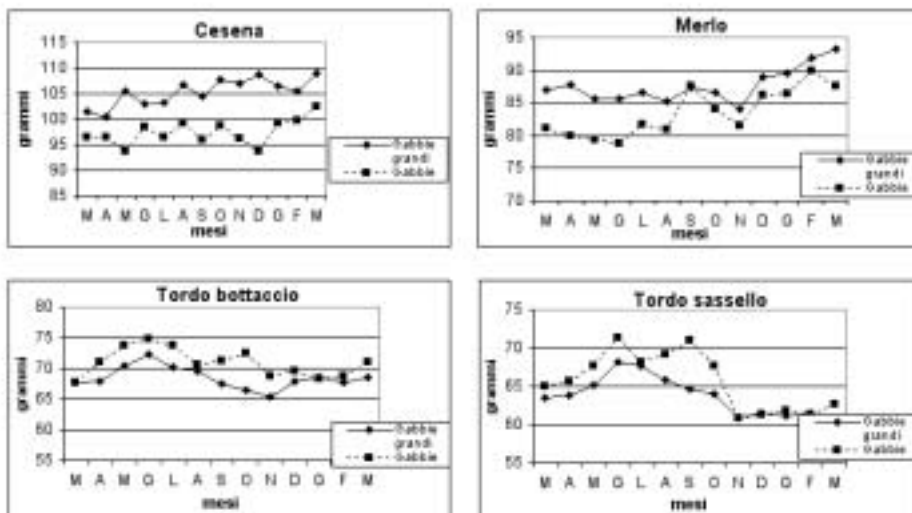 Cesena
115
110
105
100
95
90
85
grammi
M A M G L A S O N D G F M
mesi
Gabbie
grandi
Gabbie
Merlo
95
90
85
80
75
70
grammi
M A M G L A S O N D G F M
mesi
Gabbie
grandi
Gabbie
Tordo bottaccio
80
75
70
65
60
55
grammi
M A M G L A S O N D G F M
mesi
Gabbie
grandi
Gabbie
Tordo sassello
75
70
65
60
55
grammi
M A M G L A S O N D G F M
mesi
Gabbie
grandi
Gabbie